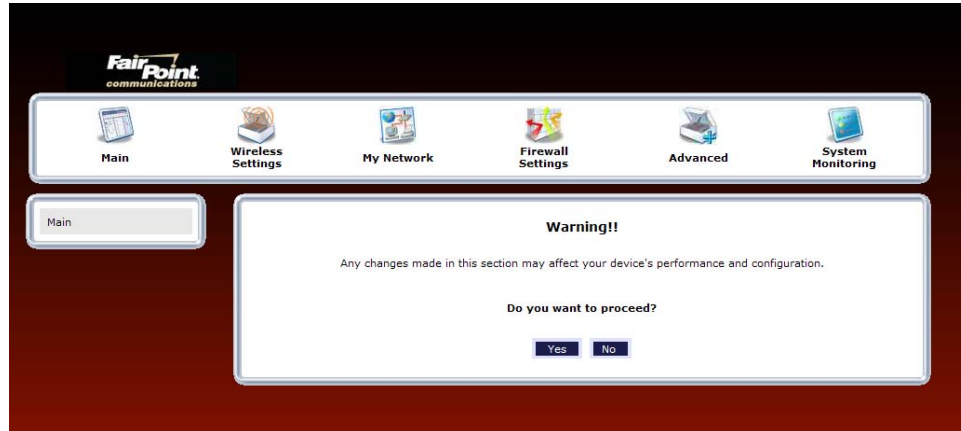 FairPoint.
communications
Main
Wireless
Settings
My Network
Firewall
Settings
Advanced
System
Monitoring
Main
Warning!!
Any changes made in this section may affect your device's performance and configuration.
Do you want to proceed?
Yes No